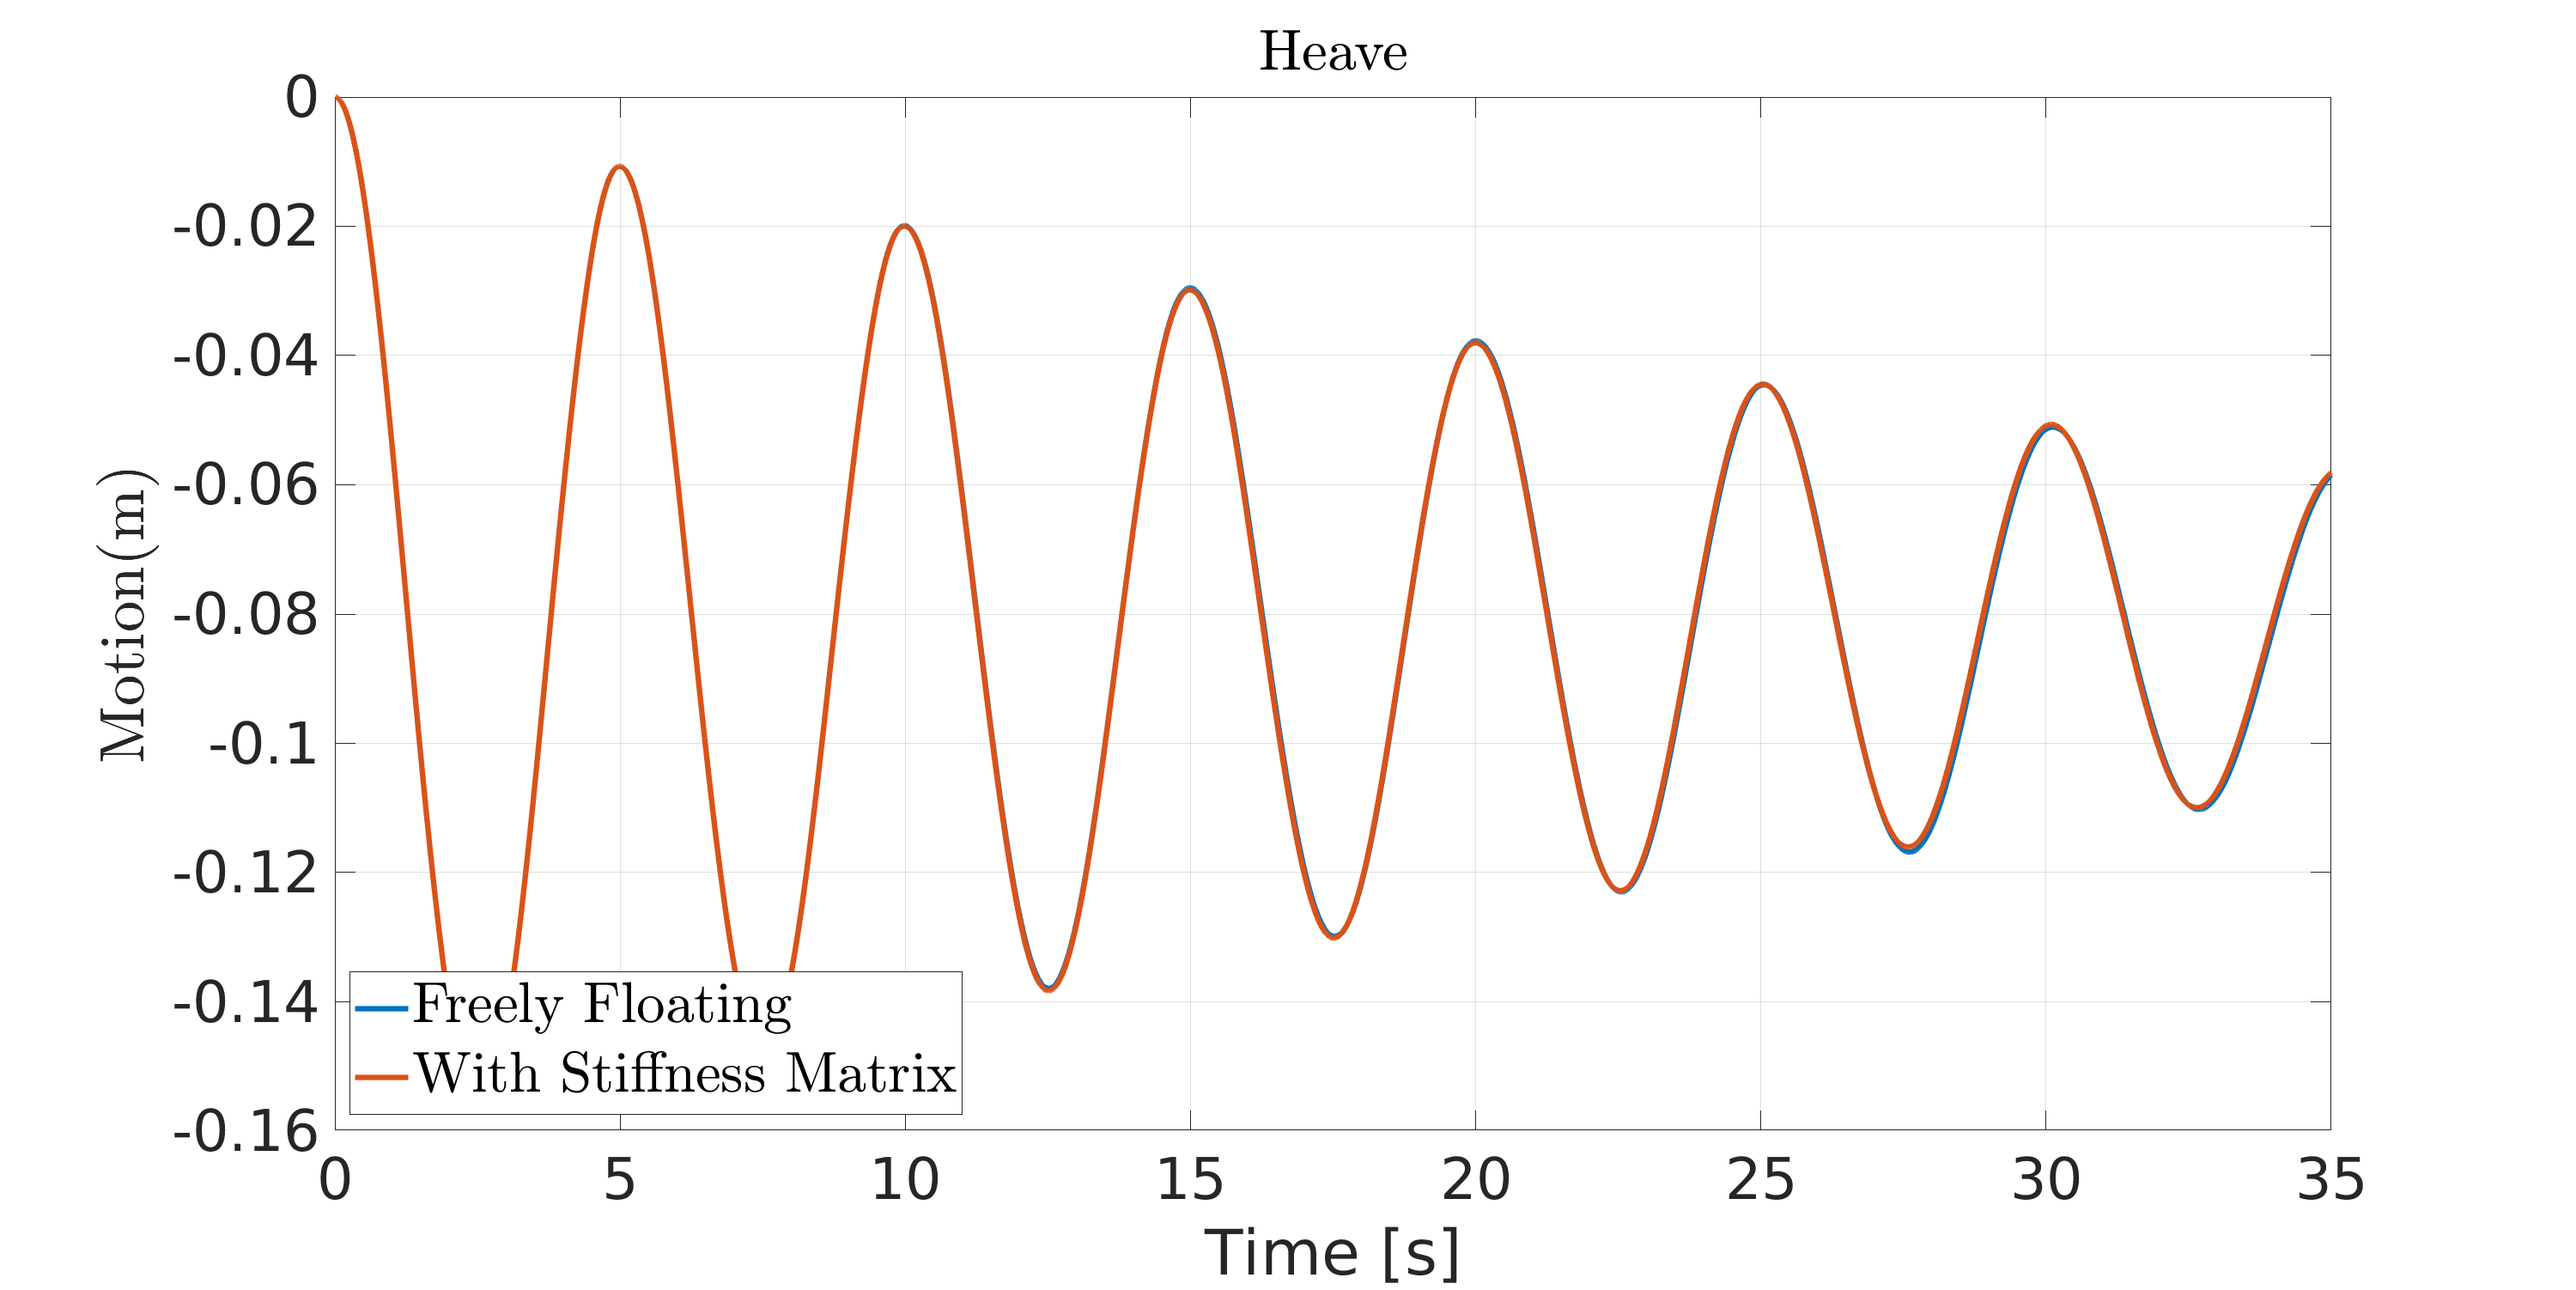 Heave
0
-0.02
-0.04
-0.06
-0.08
-0.1
-0.12
-0.14
-0.16
Motion(m)
Freely Floating
With Stiffness Matrix
0 5 10 15 20 25 30 35
Time [s]